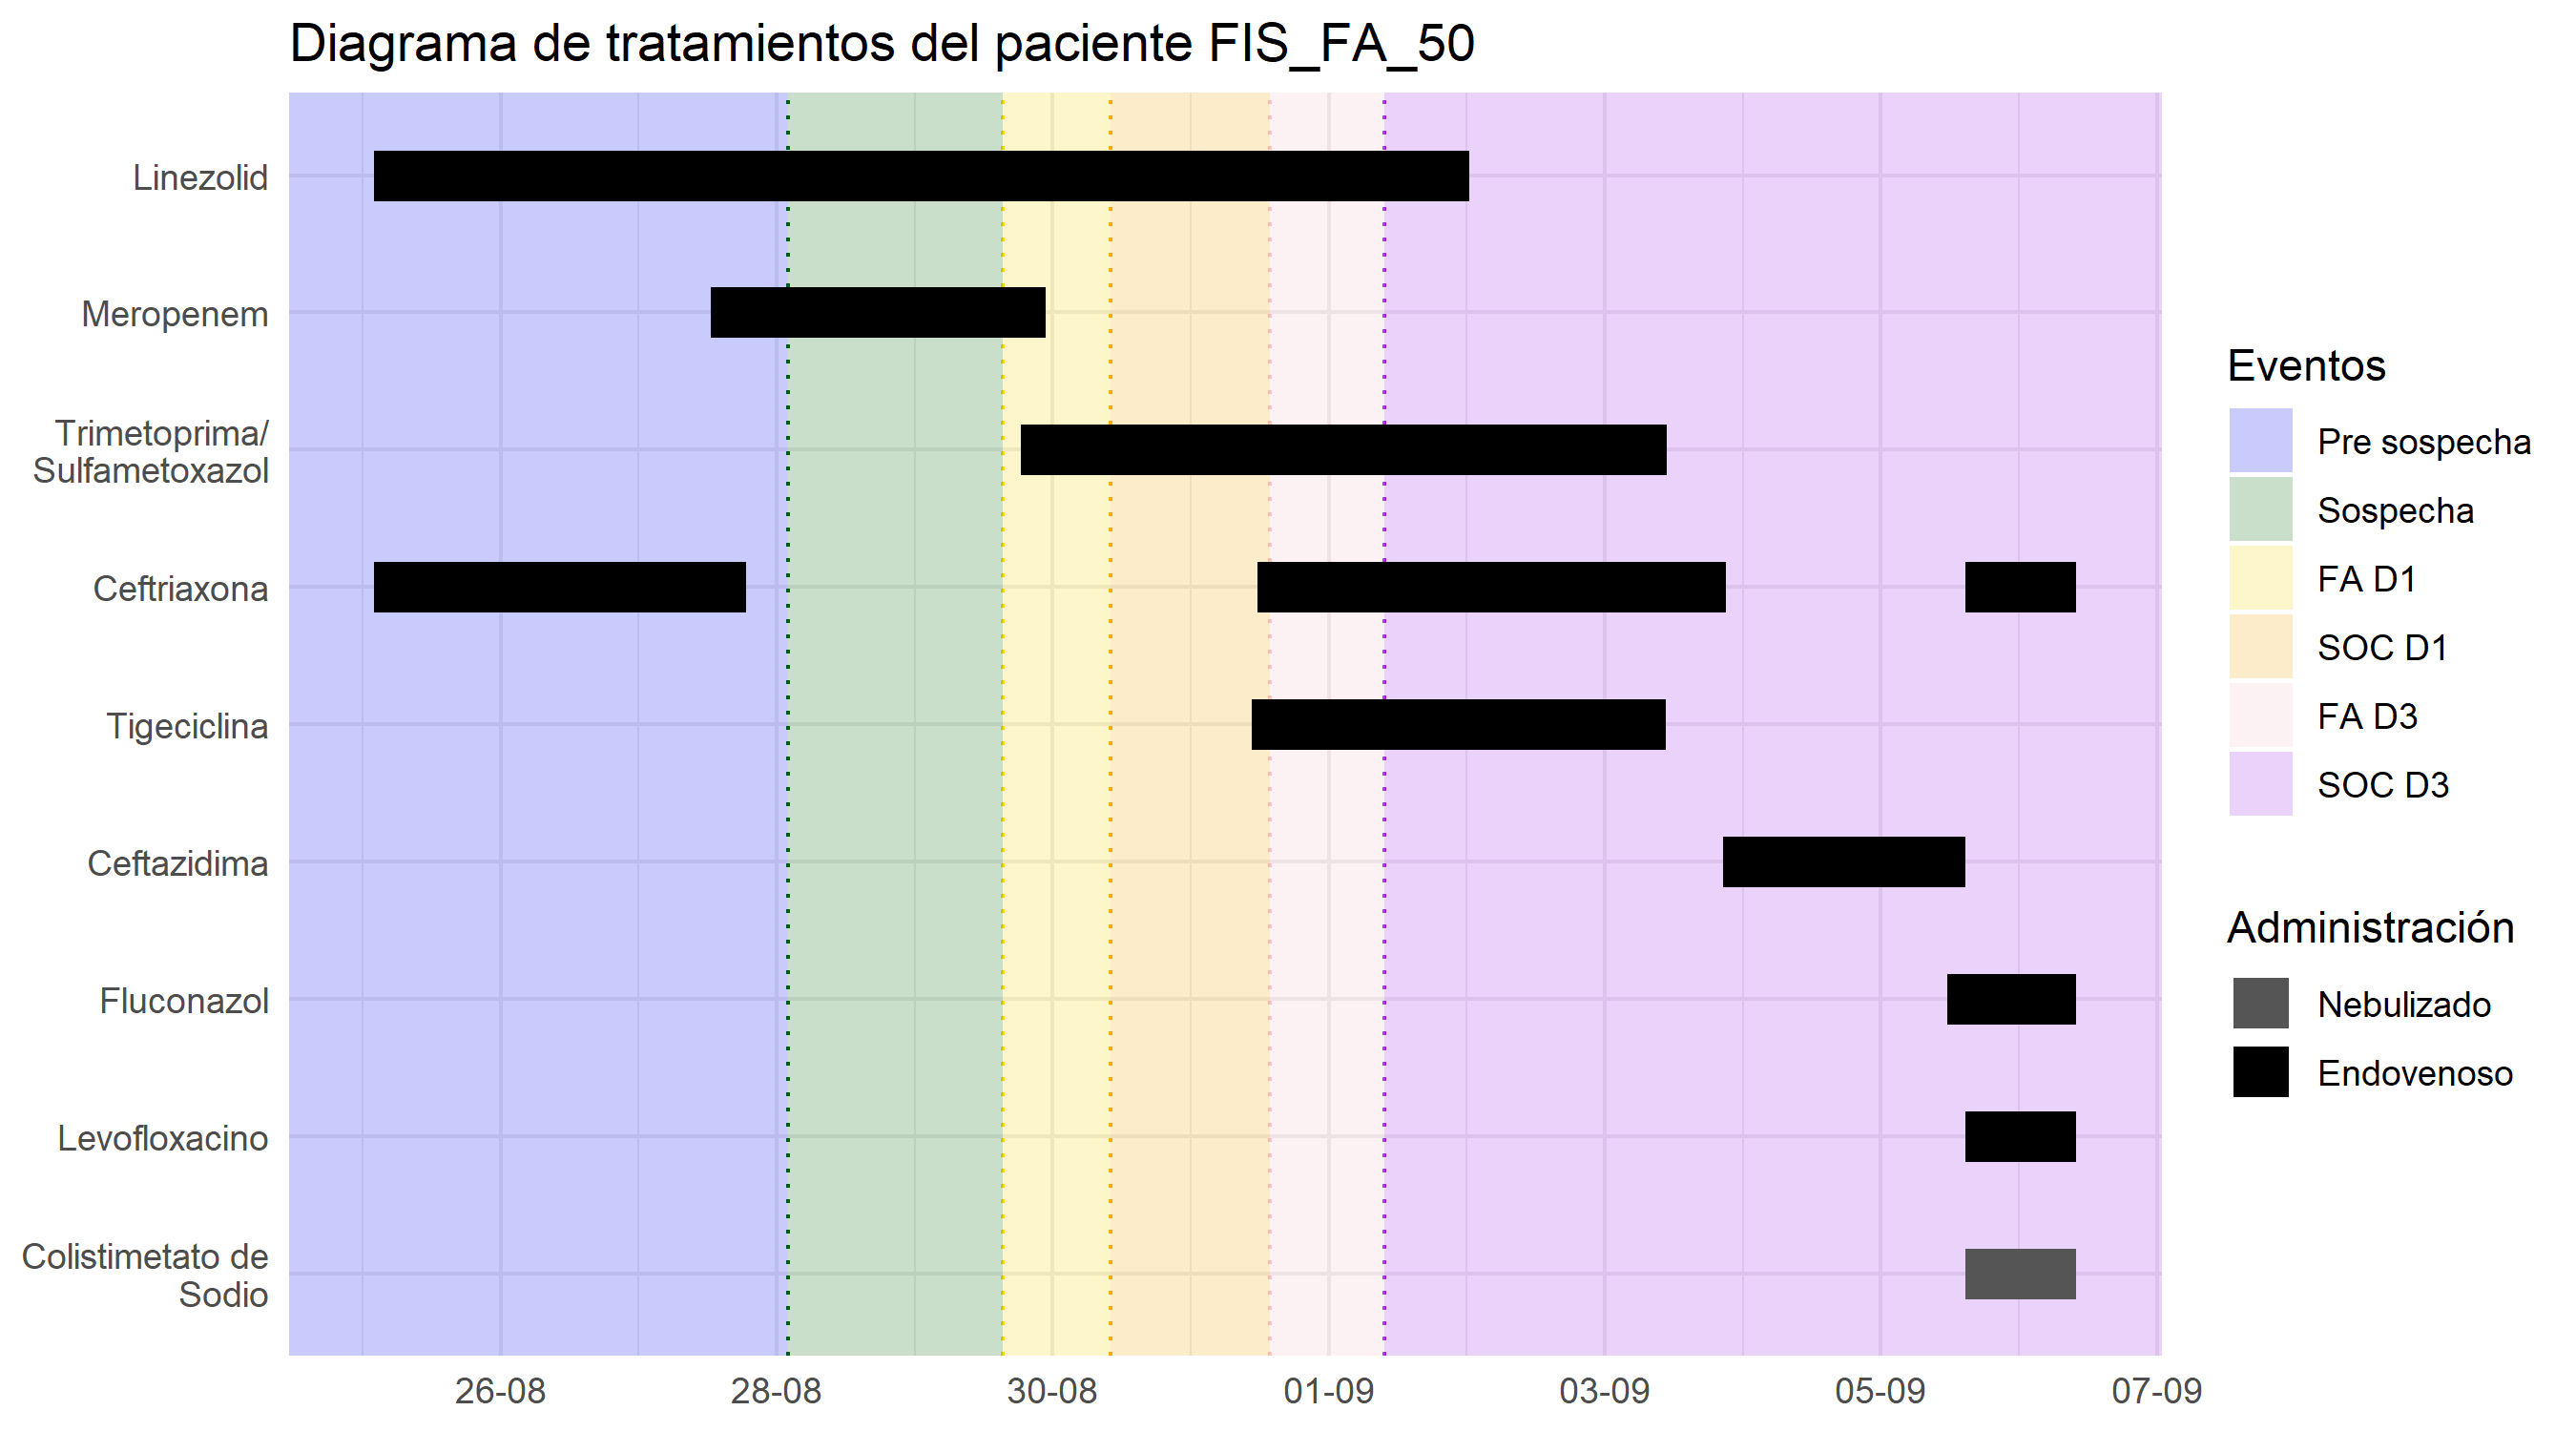 Diagrama de tratamientos del paciente FIS_FA_50
Linezolid
Meropenem
Trimetoprima/
Sulfametoxazol
Ceftriaxona
Tigeciclina
Ceftazidima
Fluconazol
Levofloxacino
Colistimetato de
Sodio
26-08
28-08
30-08
01-09
03-09
05-09
07-09
Eventos
Pre sospecha
Sospecha
FA D1
SOC D1
FA D3
SOC D3
Administración
Nebulizado
Endovenoso